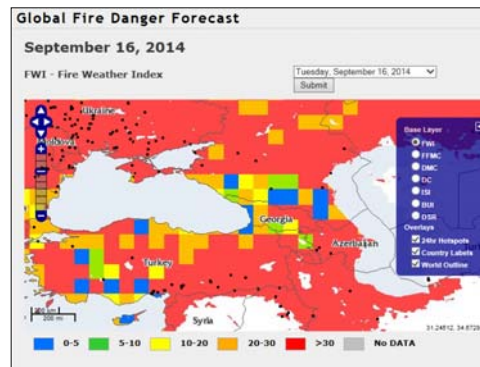 Global Fire Danger Forecast
September 16, 2014
FWI - Fire Weather Index
Tuesday, September 16, 2014
Submit
Ukraine
Base Layer
FWI
FFMC
DMC
DC
ISI
BUI
DSR
Overlays
24hr Hotspots
Country Labels
World Outline
Georgia
Azerbaijan
Turkey
Syria
200 mi
0-5
5-10
10-20
20-30
>30
No DATA